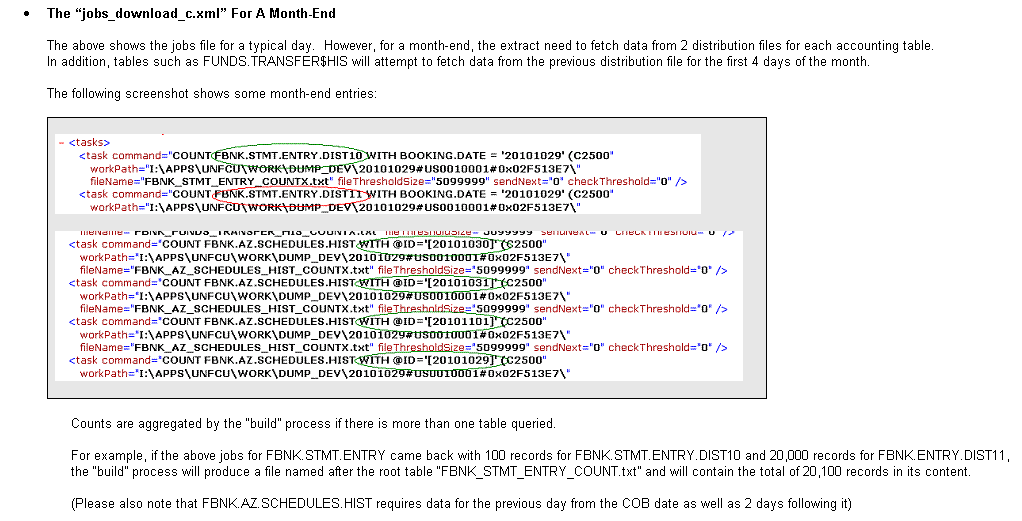 • The “jobs_download_c.xml” For A Month-End
The above shows the jobs file for a typical day. However, for a month-end, the extract need to fetch data from 2 distribution files for each accounting table.
In addition, tables such as FUNDS.TRANSFER$HIS will attempt to fetch data from the previous distribution file for the first 4 days of the month.
The following screenshot shows some month-end entries:
- <tasks>
<task command="COUNT FBNK.STMT.ENTRY.DIST10 WITH BOOKING.DATE = '20101029' (C2500"
workPath="I:\APPS\UNFCU\WORK\DUMP_DEV\20101029#US0010001#0x02F513E7\"
fileName="FBNK_STMT_ENTRY_COUNTX.txt" fileThresholdSize="5099999" sendNext="0" checkThreshold="0" />
<task command="COUNT FBNK.STMT.ENTRY.DIST11 WITH BOOKING.DATE = '20101029' (C2500"
workPath="I:\APPS\UNFCU\WORK\DUMP_DEV\20101029#US0010001#0x02F513E7\"
fileName="FBNK_FUNDS_TRANSFER_HIS_COUNTX.txt" fileThresholdSize="5099999" sendNext="0" checkThreshold="0" />
<task command="COUNT FBNK.AZ.SCHEDULES.HIST WITH @ID='[20101030]' (C2500"
workPath="I:\APPS\UNFCU\WORK\DUMP_DEV\20101029#US0010001#0x02F513E7\"
fileName="FBNK_AZ_SCHEDULES_HIST_COUNTX.txt" fileThresholdSize="5099999" sendNext="0" checkThreshold="0" />
<task command="COUNT FBNK.AZ.SCHEDULES.HIST WITH @ID='[20101031]' (C2500"
workPath="I:\APPS\UNFCU\WORK\DUMP_DEV\20101029#US0010001#0x02F513E7\"
fileName="FBNK_AZ_SCHEDULES_HIST_COUNTX.txt" fileThresholdSize="5099999" sendNext="0" checkThreshold="0" />
<task command="COUNT FBNK.AZ.SCHEDULES.HIST WITH @ID='[20101101]' (C2500"
workPath="I:\APPS\UNFCU\WORK\DUMP_DEV\20101029#US0010001#0x02F513E7\"
fileName="FBNK_AZ_SCHEDULES_HIST_COUNTX.txt" fileThresholdSize="5099999" sendNext="0" checkThreshold="0" />
<task command="COUNT FBNK.AZ.SCHEDULES.HIST WITH @ID='[20101029]' (C2500"
workPath="I:\APPS\UNFCU\WORK\DUMP_DEV\20101029#US0010001#0x02F513E7\"
Counts are aggregated by the "build" process if there is more than one table queried.
For example, if the above jobs for FBNK.STMT.ENTRY came back with 100 records for FBNK.STMT.ENTRY.DIST10 and 20,000 records for FBNK.ENTRY.DIST11,
the "build" process will produce a file named after the root table "FBNK_STMT_ENTRY_COUNT.txt" and will contain the total of 20,100 records in its content.
(Please also note that FBNK.AZ.SCHEDULES.HIST requires data for the previous day from the COB date as well as 2 days following it)